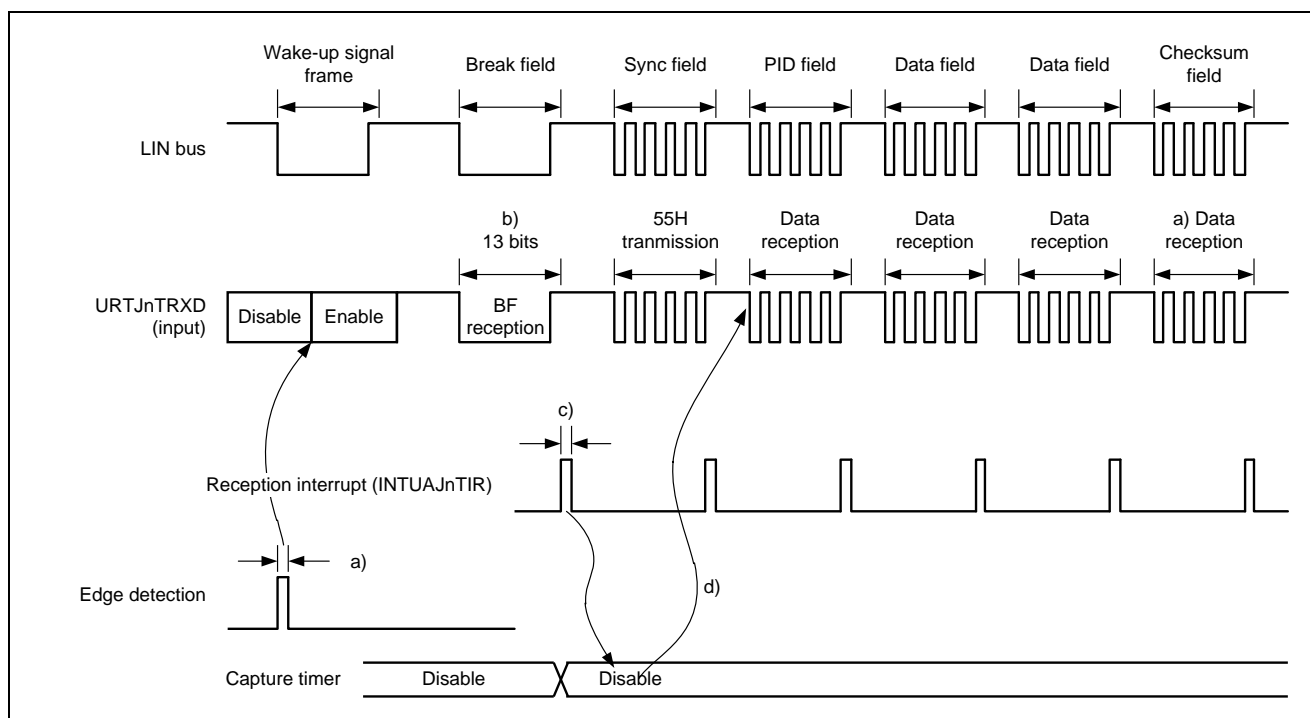 Wake-up signal
frame
Break field
Sync field
PID field
Data field
Data field
Checksum
field
LIN bus
b)
13 bits
55H
tranmission
Data
reception
Data
reception
Data
reception
a) Data
reception
URTJnTRXD
(input)
Disable
Enable
BF
reception
c)
Reception interrupt (INTUAJnTIR)
a)
d)
Edge detection
Capture timer
Disable
Disable